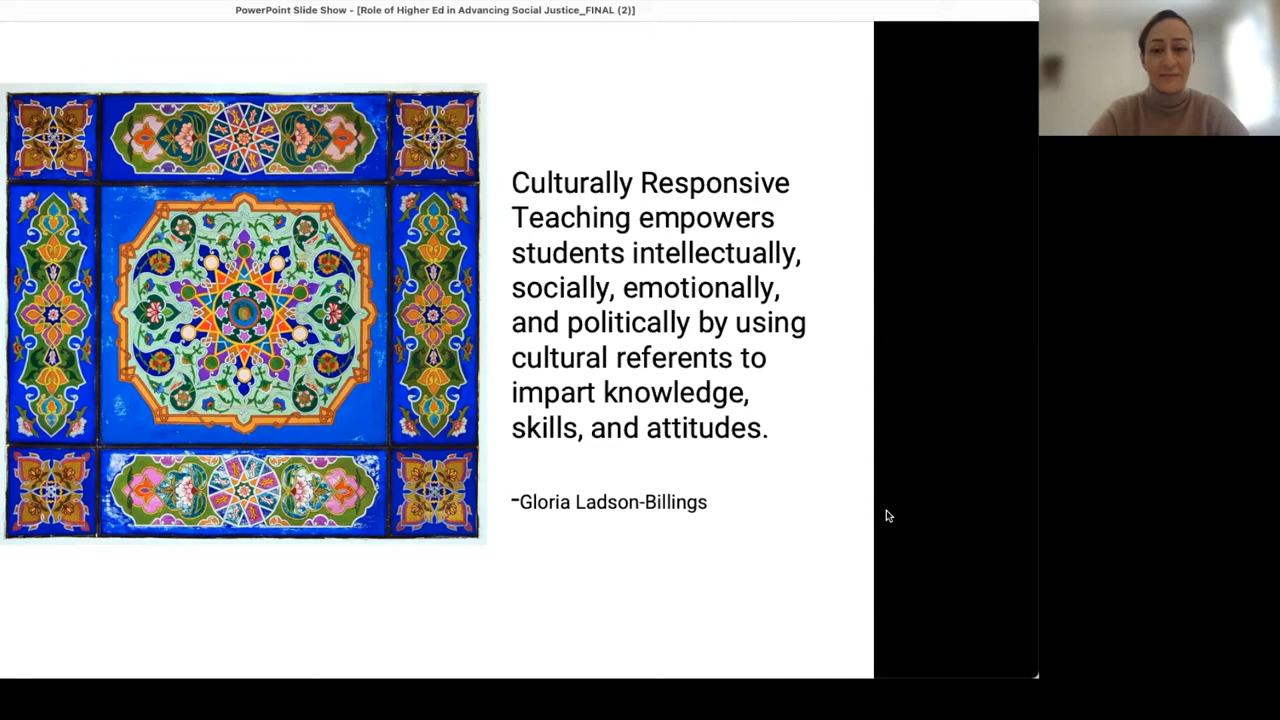 PowerPoint Slide Show - [Role of Higher Ed in Advancing Social Justice_FINAL (2)]
Culturally Responsive
Teaching empowers
students intellectually,
socially, emotionally,
and politically by using
cultural referents to
impart knowledge,
skills, and attitudes.
-Gloria Ladson-Billings